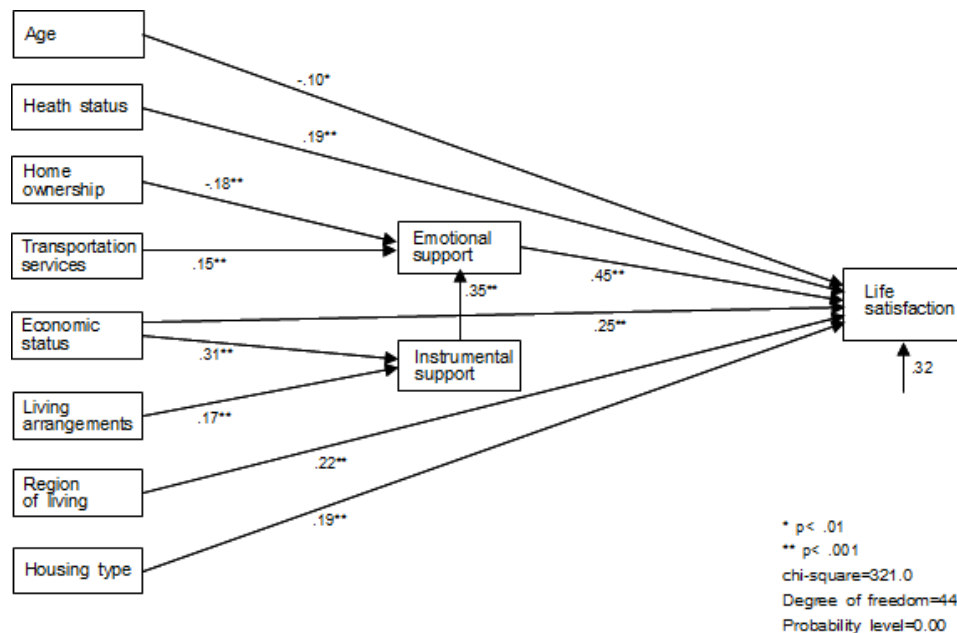 Age
-.10*
Heath status
.19**
Home
ownership
-.18**
Transportation
services
.15**
Emotional
support
.45**
.35**
Life
satisfaction
.32
Economic
status
.25**
.31**
Instrumental
support
Living
arrangements
.17**
Region
of living
.22**
Housing type
.19**
* p< .01
** p< .001
chi-square=321.0
Degree of freedom=44
Probability level=0.00